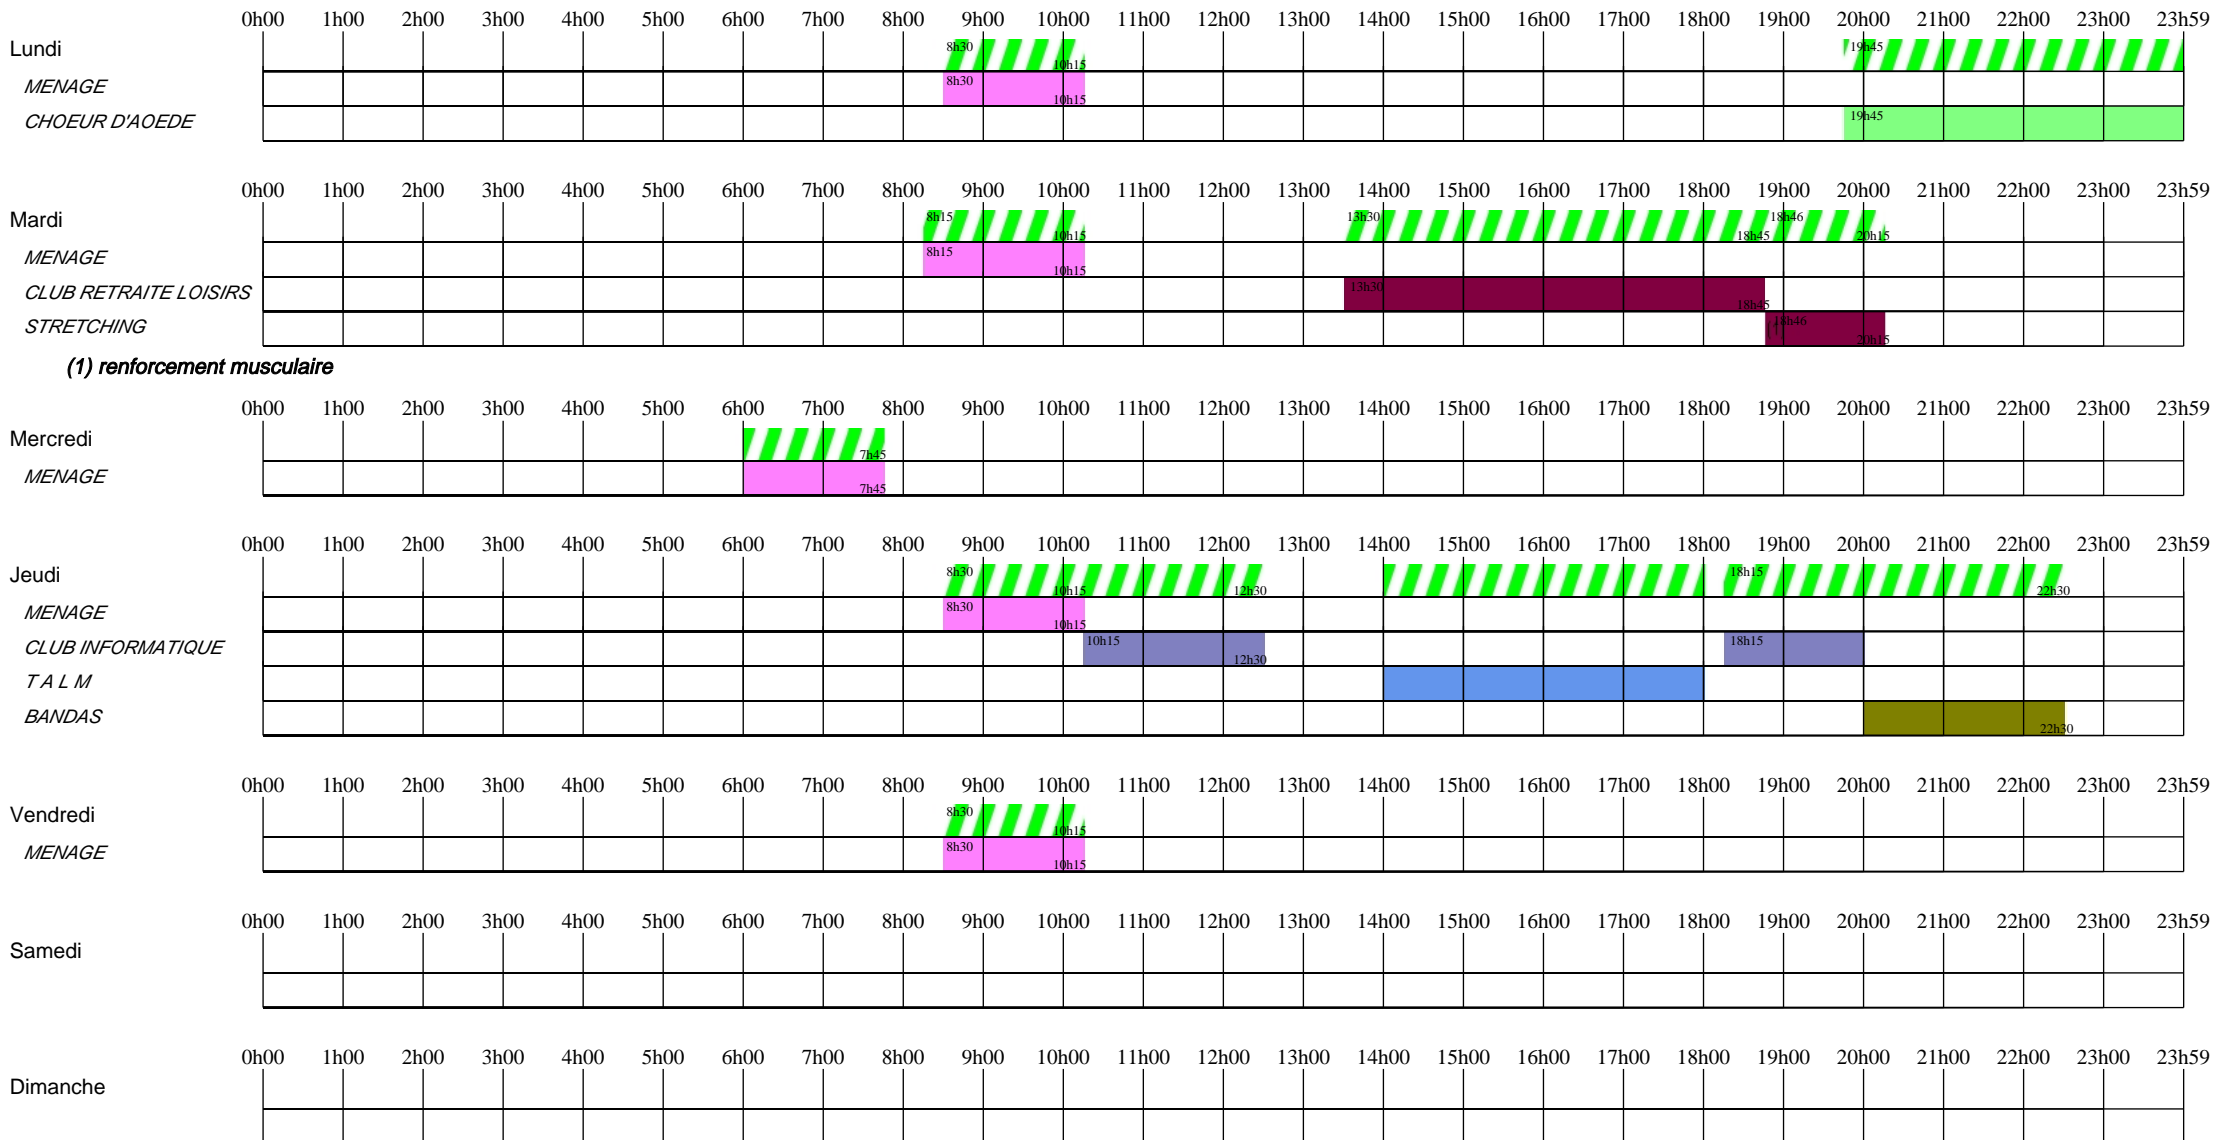 0h00 1h00 2h00 3h00 4h00 5h00 6h00 7h00 8h00 9h00 10h00 11h00 12h00 13h00 14h00 15h00 16h00 17h00 18h00 19h00 20h00 21h00 22h00 23h00 23h59
Lundi 8h30 10h15 19h45
MENAGE 8h30 10h15
CHOEUR D'AOEDE 19h45
0h00 1h00 2h00 3h00 4h00 5h00 6h00 7h00 8h00 9h00 10h00 11h00 12h00 13h00 14h00 15h00 16h00 17h00 18h00 19h00 20h00 21h00 22h00 23h00 23h59
Mardi 8h15 10h15 13h30 18h45 18h46 20h15
MENAGE 8h15 10h15
CLUB RETRAITE LOISIRS 13h30 18h45
STRETCHING (1) 18h46 20h15
(1) renforcement musculaire
0h00 1h00 2h00 3h00 4h00 5h00 6h00 7h00 8h00 9h00 10h00 11h00 12h00 13h00 14h00 15h00 16h00 17h00 18h00 19h00 20h00 21h00 22h00 23h00 23h59
Mercredi 7h45
MENAGE 7h45
0h00 1h00 2h00 3h00 4h00 5h00 6h00 7h00 8h00 9h00 10h00 11h00 12h00 13h00 14h00 15h00 16h00 17h00 18h00 19h00 20h00 21h00 22h00 23h00 23h59
Jeudi 8h30 10h15 12h30 18h15 22h30
MENAGE 8h30 10h15
CLUB INFORMATIQUE 10h15 12h30 18h15
T A L M
BANDAS 22h30
0h00 1h00 2h00 3h00 4h00 5h00 6h00 7h00 8h00 9h00 10h00 11h00 12h00 13h00 14h00 15h00 16h00 17h00 18h00 19h00 20h00 21h00 22h00 23h00 23h59
Vendredi 8h30 10h15
MENAGE 8h30 10h15
0h00 1h00 2h00 3h00 4h00 5h00 6h00 7h00 8h00 9h00 10h00 11h00 12h00 13h00 14h00 15h00 16h00 17h00 18h00 19h00 20h00 21h00 22h00 23h00 23h59
Samedi
0h00 1h00 2h00 3h00 4h00 5h00 6h00 7h00 8h00 9h00 10h00 11h00 12h00 13h00 14h00 15h00 16h00 17h00 18h00 19h00 20h00 21h00 22h00 23h00 23h59
Dimanche